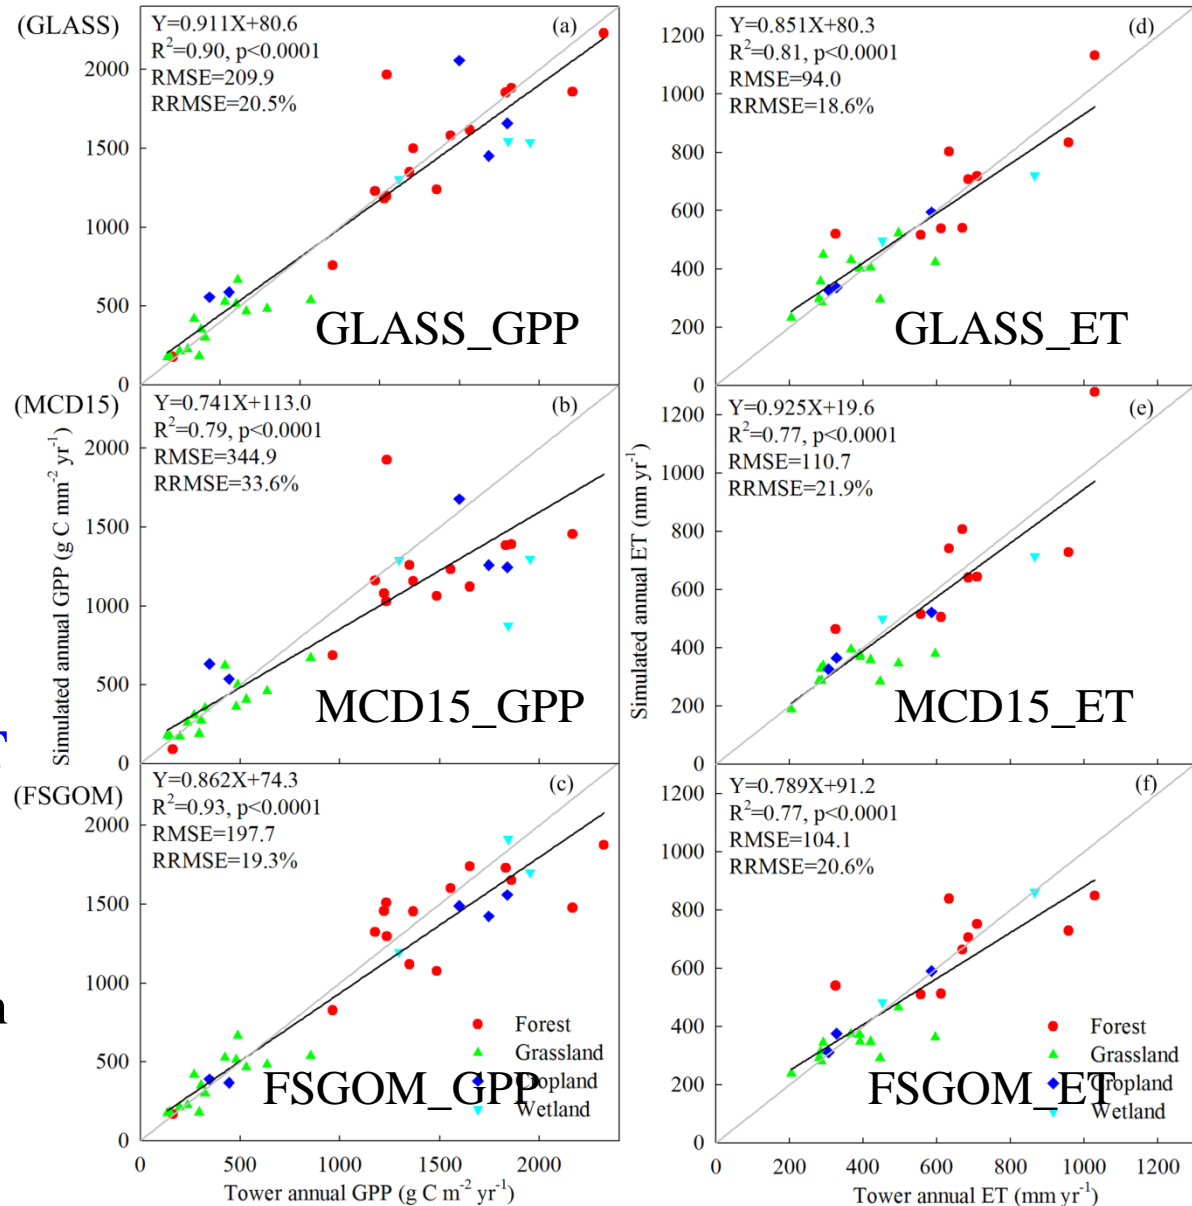 (GLASS)
Y=0.911X+80.6
(a)
R²=0.90, p<0.0001
RMSE=209.9
RRMSE=20.5%
2000
1500
1000
500
0
GLASS_GPP
Y=0.851X+80.3
(d)
R²=0.81, p<0.0001
RMSE=94.0
RRMSE=18.6%
1200
1000
800
600
400
200
0
GLASS_ET
(MCD15)
Y=0.741X+113.0
(b)
R²=0.79, p<0.0001
RMSE=344.9
RRMSE=33.6%
2000
1500
1000
500
0
MCD15_GPP
Simulated annual GPP (g C mm⁻² yr⁻¹)
Y=0.925X+19.6
(e)
R²=0.77, p<0.0001
RMSE=110.7
RRMSE=21.9%
1200
1000
800
600
400
200
0
MCD15_ET
Simulated annual ET (mm yr⁻¹)
(FSGOM)
Y=0.862X+74.3
(c)
R²=0.93, p<0.0001
RMSE=197.7
RRMSE=19.3%
2000
1500
1000
500
0
Forest
Grassland
Cropland
Wetland
FSGOM_GPP
0 500 1000 1500 2000
Tower annual GPP (g C m⁻² yr⁻¹)
Y=0.789X+91.2
(f)
R²=0.77, p<0.0001
RMSE=104.1
RRMSE=20.6%
1200
1000
800
600
400
200
0
Forest
Grassland
Cropland
Wetland
FSGOM_ET
0 200 400 600 800 1000 1200
Tower annual ET (mm yr⁻¹)